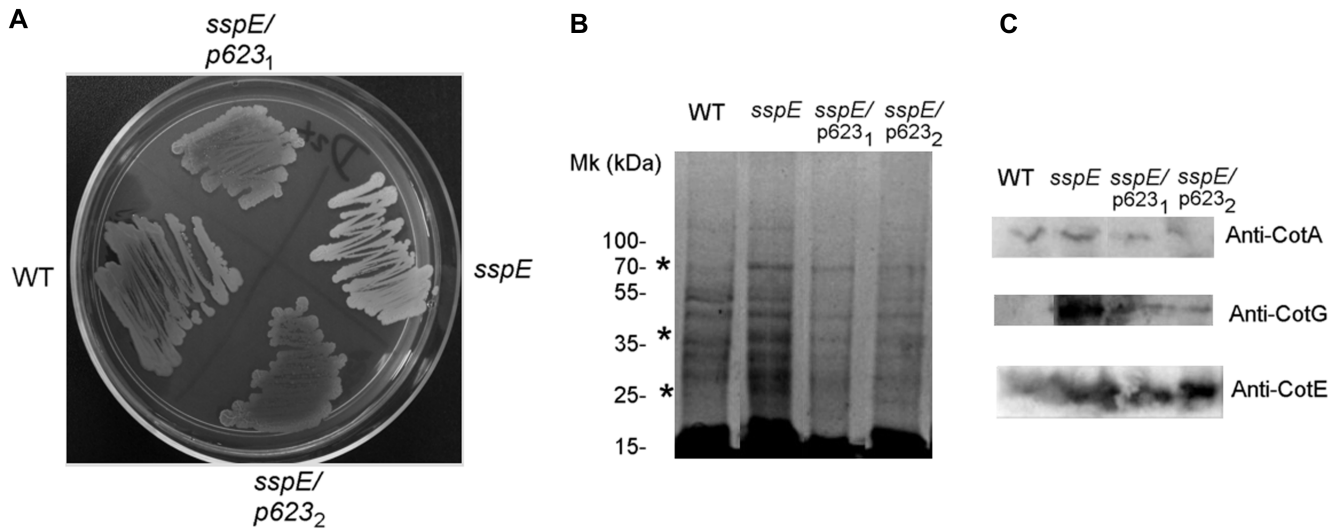 A
sspE/
p623₁
WT
sspE
sspE/
p623₂
B
WT sspE sspE/ sspE/
p623₁ p623₂
Mk (kDa)
100-
70- *
55-
35- *
25- *
15-
C
WT sspE sspE/ sspE/
p623₁ p623₂
Anti-CotA
Anti-CotG
Anti-CotE